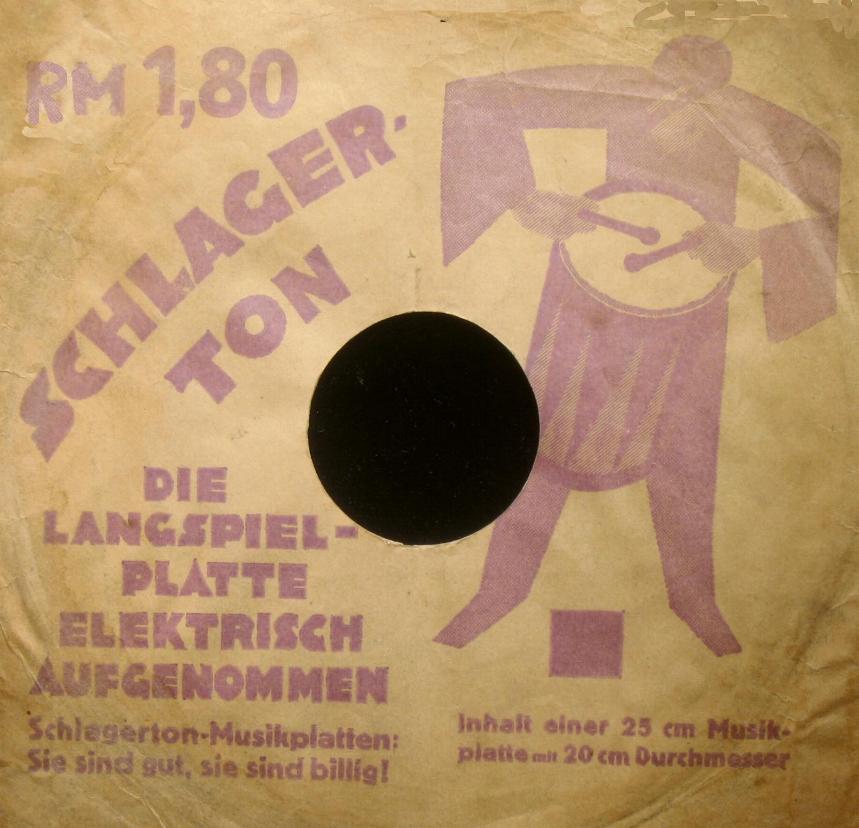 RM 1,80
SCHLAGER-
TON
DIE
LANGSPIEL-
PLATTE
ELEKTRISCH
AUFGENOMMEN
Schlagerton-Musikplatten:
Sie sind gut, sie sind billig!
Inhalt einer 25 cm Musik-
platte mit 20 cm Durchmesser